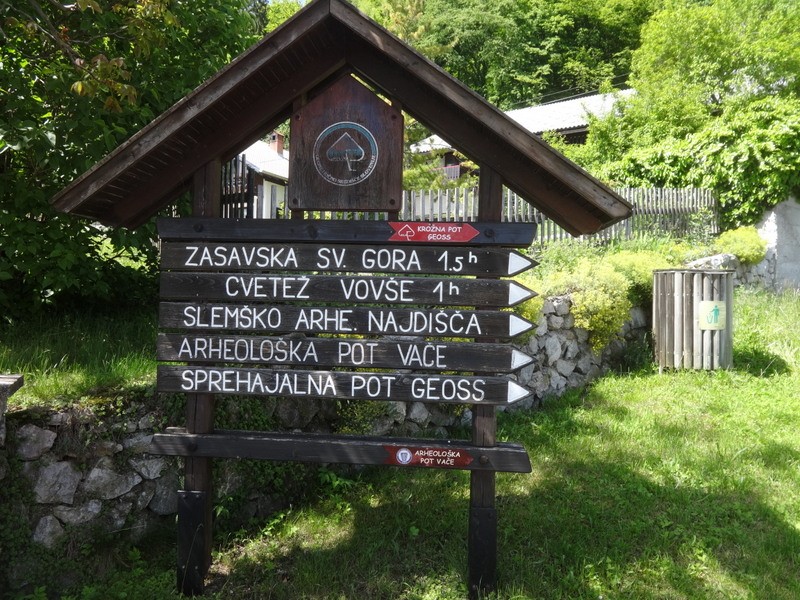 KROŽNA POT
GEOSS
ZASAVSKA SV. GORA 1.5h
CVETEŽ VOVŠE 1h
SLEMŠKO ARHE. NAJDIŠČA
ARHEOLOŠKA POT VAČE
SPREHAJALNA POT GEOSS
ARHEOLOŠKA
POT VAČE